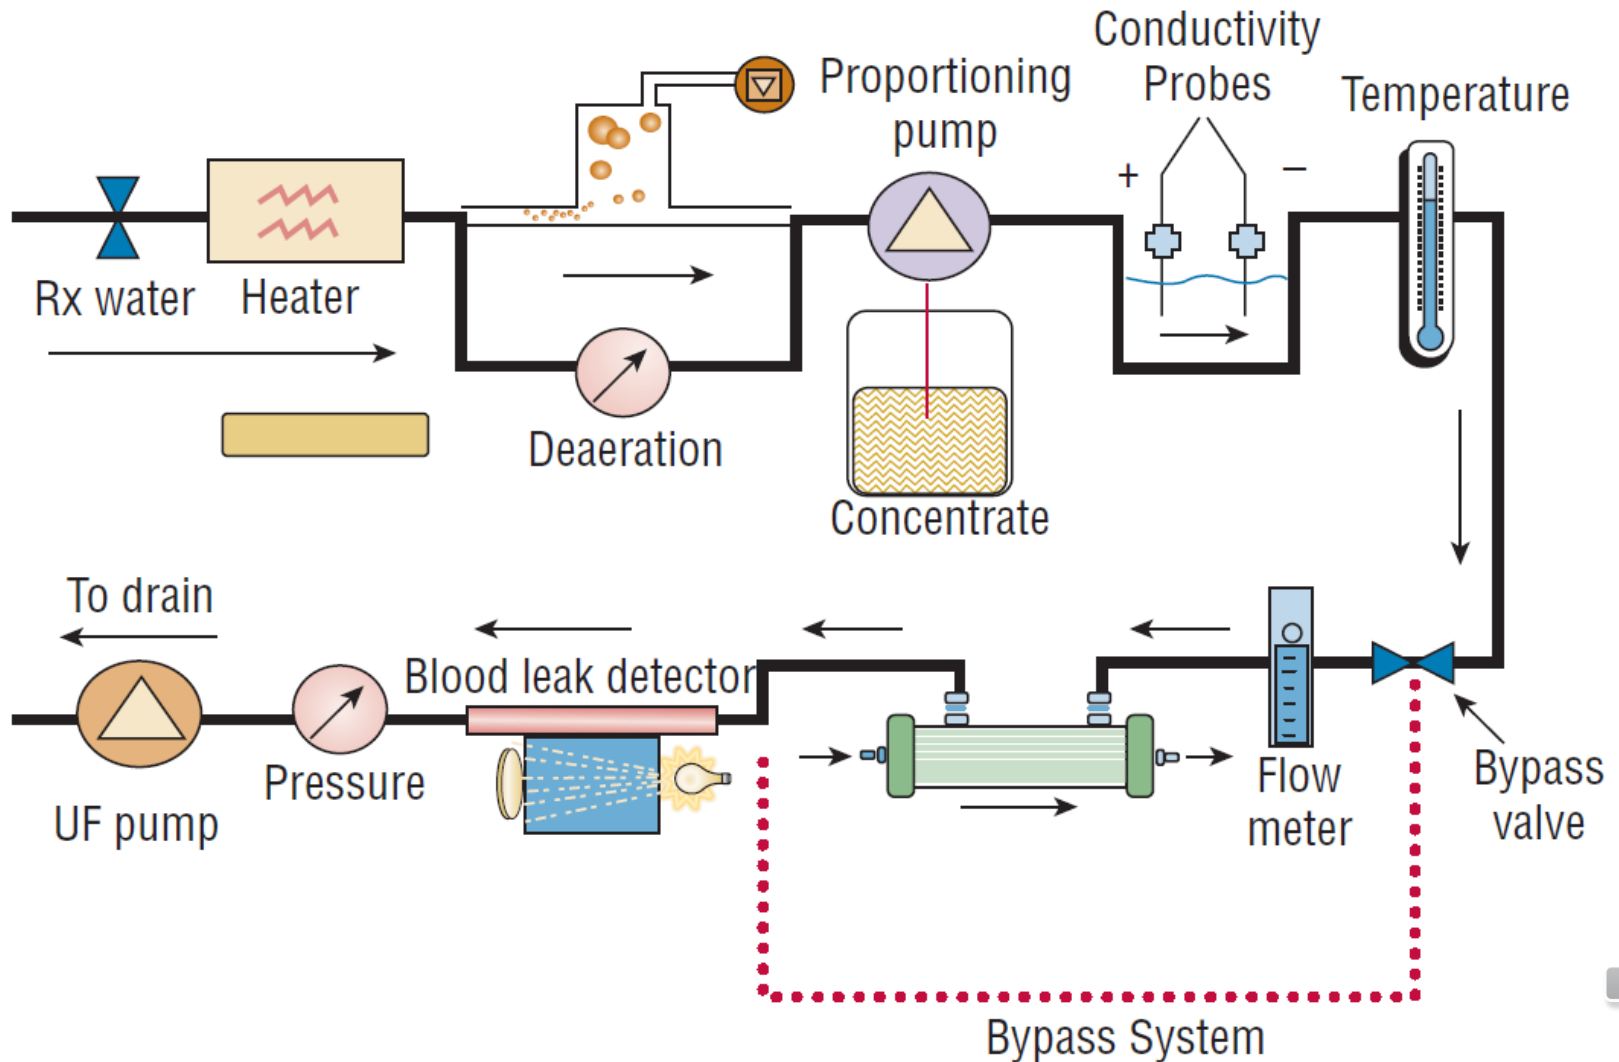 Conductivity
Probes
Proportioning
pump
Temperature
+
−
Rx water
Heater
Deaeration
Concentrate
To drain
Blood leak detector
Pressure
UF pump
Flow
meter
Bypass
valve
Bypass System